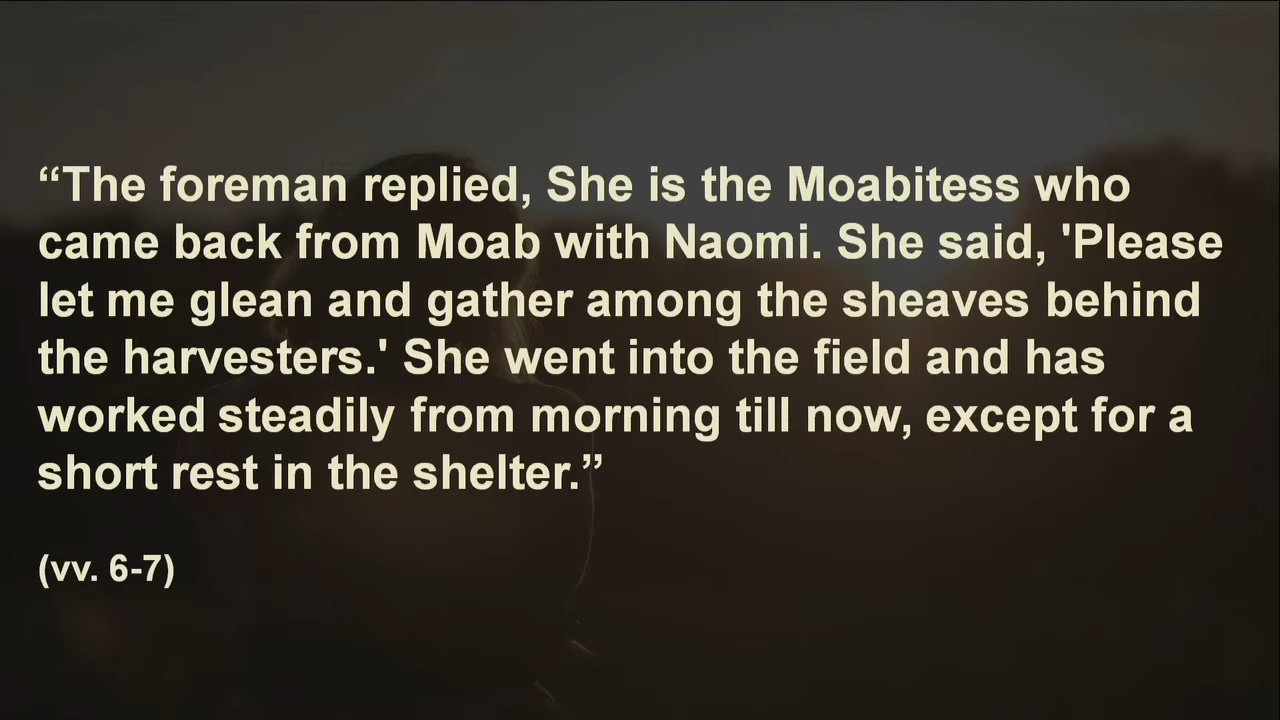 “The foreman replied, She is the Moabitess who
came back from Moab with Naomi. She said, 'Please
let me glean and gather among the sheaves behind
the harvesters.' She went into the field and has
worked steadily from morning till now, except for a
short rest in the shelter.”
(vv. 6-7)